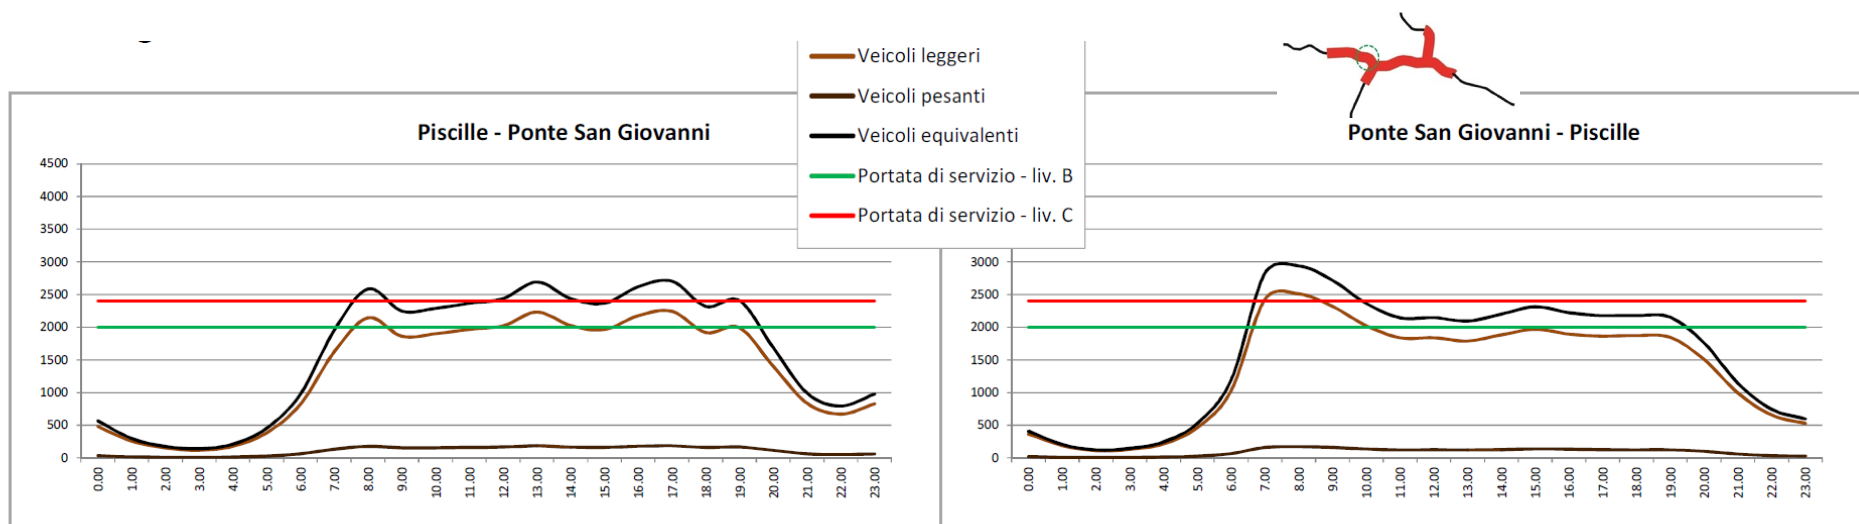 Veicoli leggeri
Veicoli pesanti
Veicoli equivalenti
Portata di servizio - liv. B
Portata di servizio - liv. C
Piscille - Ponte San Giovanni
4500
4000
3500
3000
2500
2000
1500
1000
500
0
0.00 1.00 2.00 3.00 4.00 5.00 6.00 7.00 8.00 9.00 10.00 11.00 12.00 13.00 14.00 15.00 16.00 17.00 18.00 19.00 20.00 21.00 22.00 23.00
Ponte San Giovanni - Piscille
3000
2500
2000
1500
1000
500
0
0.00 1.00 2.00 3.00 4.00 5.00 6.00 7.00 8.00 9.00 10.00 11.00 12.00 13.00 14.00 15.00 16.00 17.00 18.00 19.00 20.00 21.00 22.00 23.00